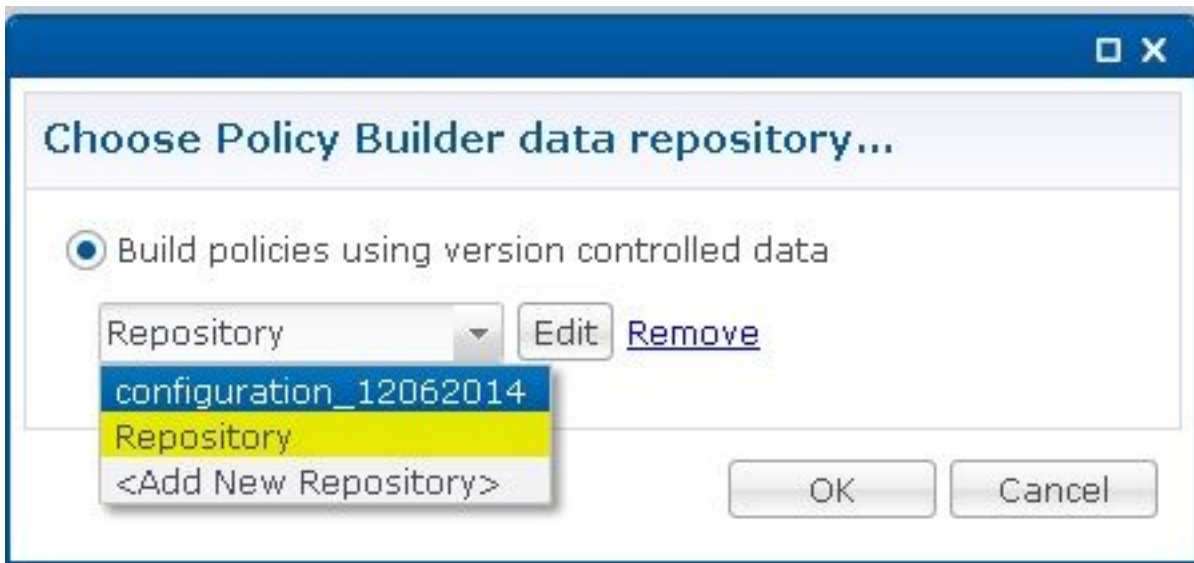 Choose Policy Builder data repository...
Build policies using version controlled data
Repository Edit Remove
configuration_12062014
Repository
<Add New Repository>
OK Cancel